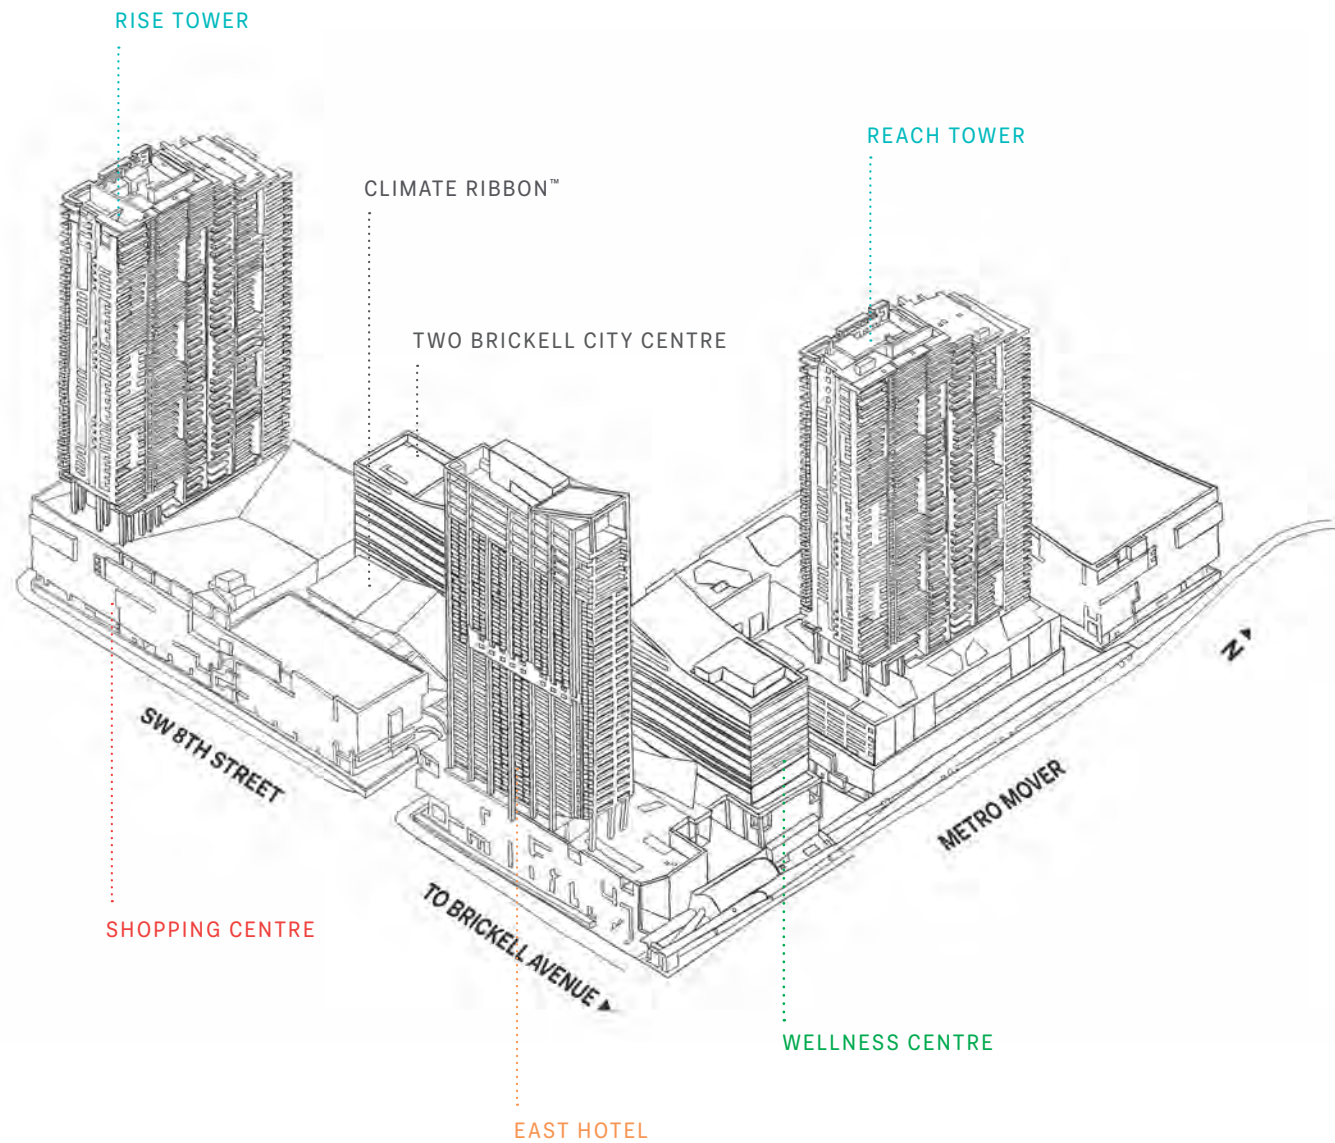 RISE TOWER
REACH TOWER
CLIMATE RIBBON™
TWO BRICKELL CITY CENTRE
N
SW 8TH STREET
METRO MOVER
TO BRICKELL AVENUE
SHOPPING CENTRE
WELLNESS CENTRE
EAST HOTEL